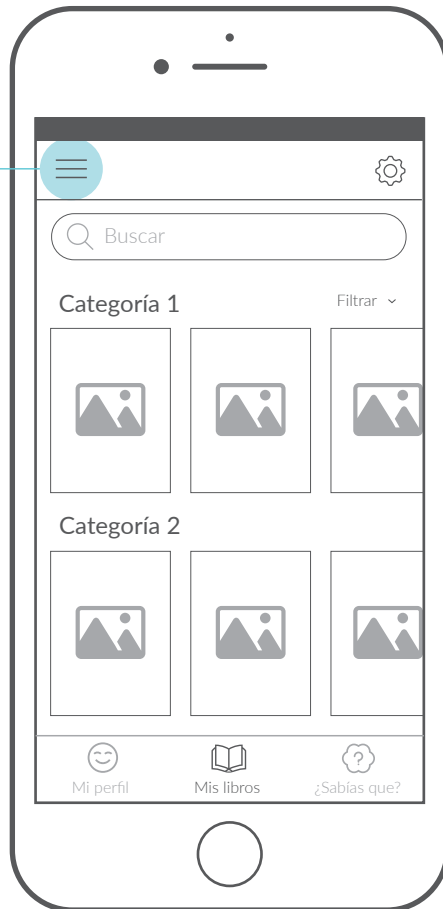 Buscar
Categoría 1
Filtrar
Categoría 2
Mi perfil
Mis libros
¿Sabías que?